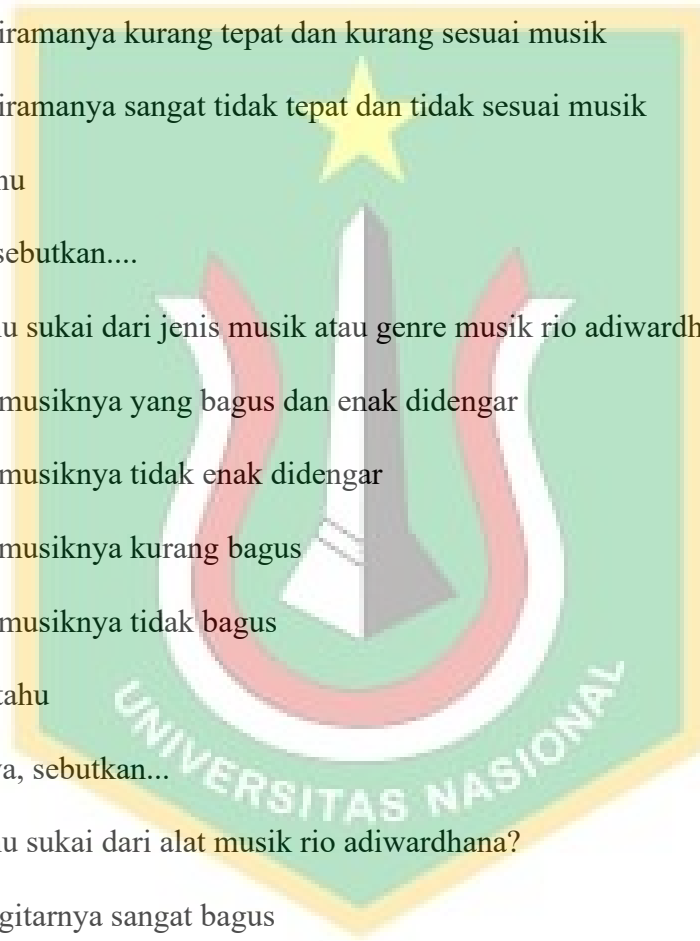 iramanya kurang tepat dan kurang sesuai musik
iramanya sangat tidak tepat dan tidak sesuai musik
hu
sebutkan....
u sukai dari jenis musik atau genre musik rio adiwardh
musiknya yang bagus dan enak didengar
musiknya tidak enak didengar
musiknya kurang bagus
musiknya tidak bagus
tahu
ya, sebutkan...
u sukai dari alat musik rio adiwardhana?
gitarnya sangat bagus
UNIVERSITAS NASIONAL